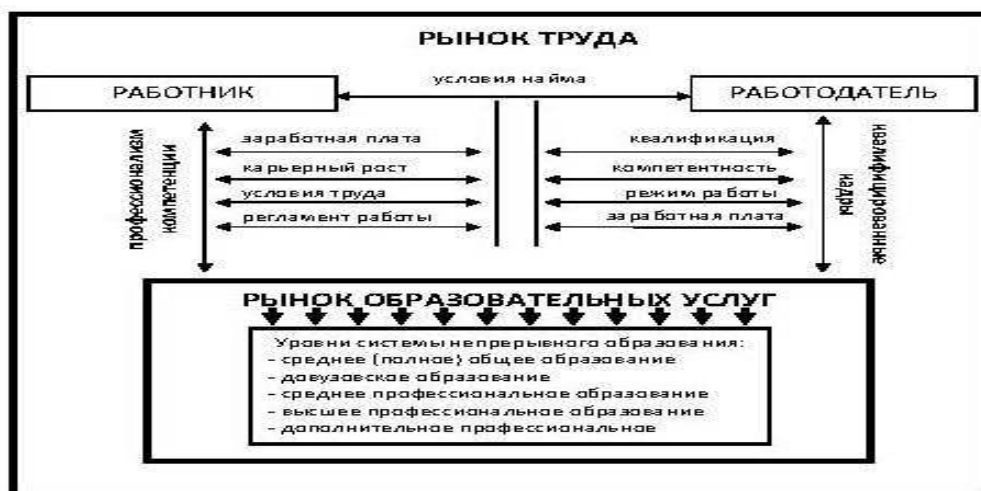 РЫНОК ТРУДА
условия найма
РАБОТНИК
РАБОТОДАТЕЛЬ
профессионализм
компетенции
заработная плата
карьерный рост
условия труда
регламент работы
квалификация
компетентность
режим работы
заработная плата
квалифицированные
кадры
РЫНОК ОБРАЗОВАТЕЛЬНЫХ УСЛУГ
Уровни системы непрерывного образования:
- среднее (полное) общее образование
- довузовское образование
- среднее профессиональное образование
- высшее профессиональное образование
- дополнительное профессиональное